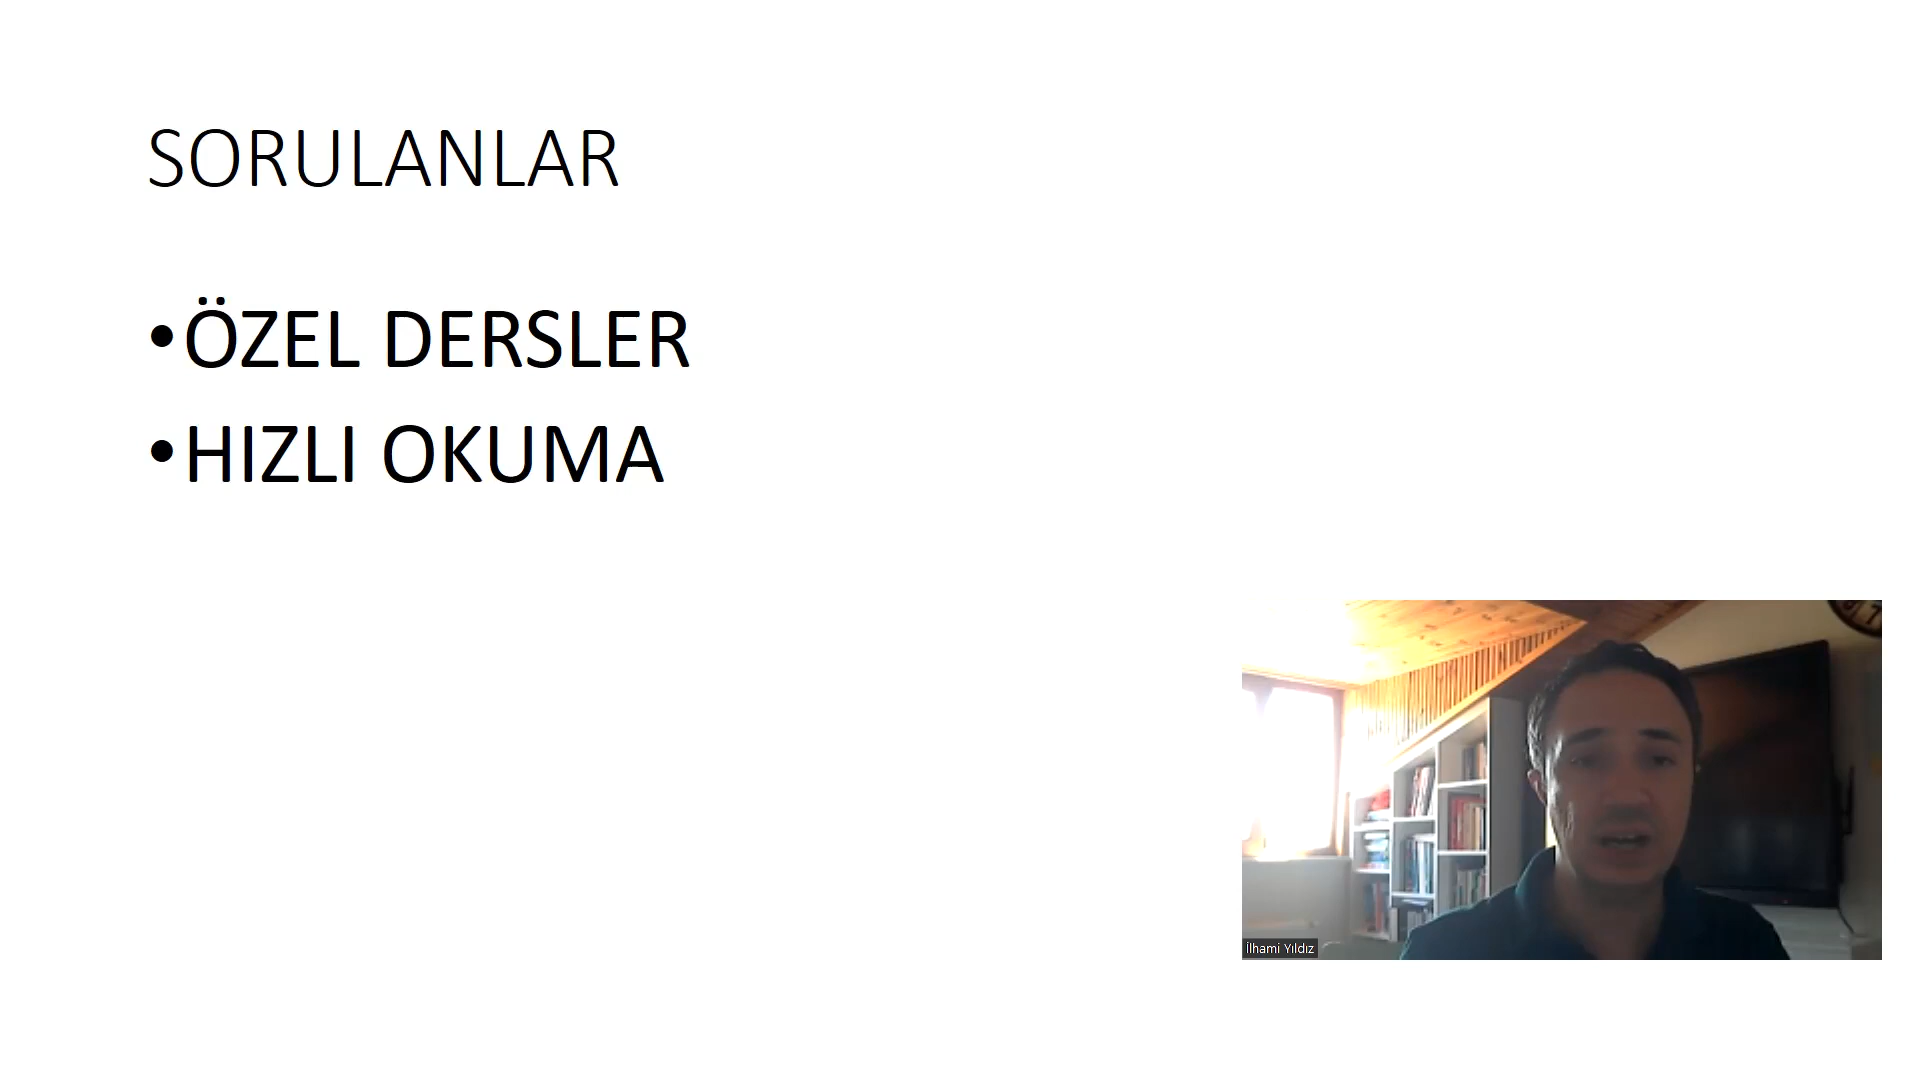 SORULANLAR
•ÖZEL DERSLER
•HIZLI OKUMA
İlhami Yıldız